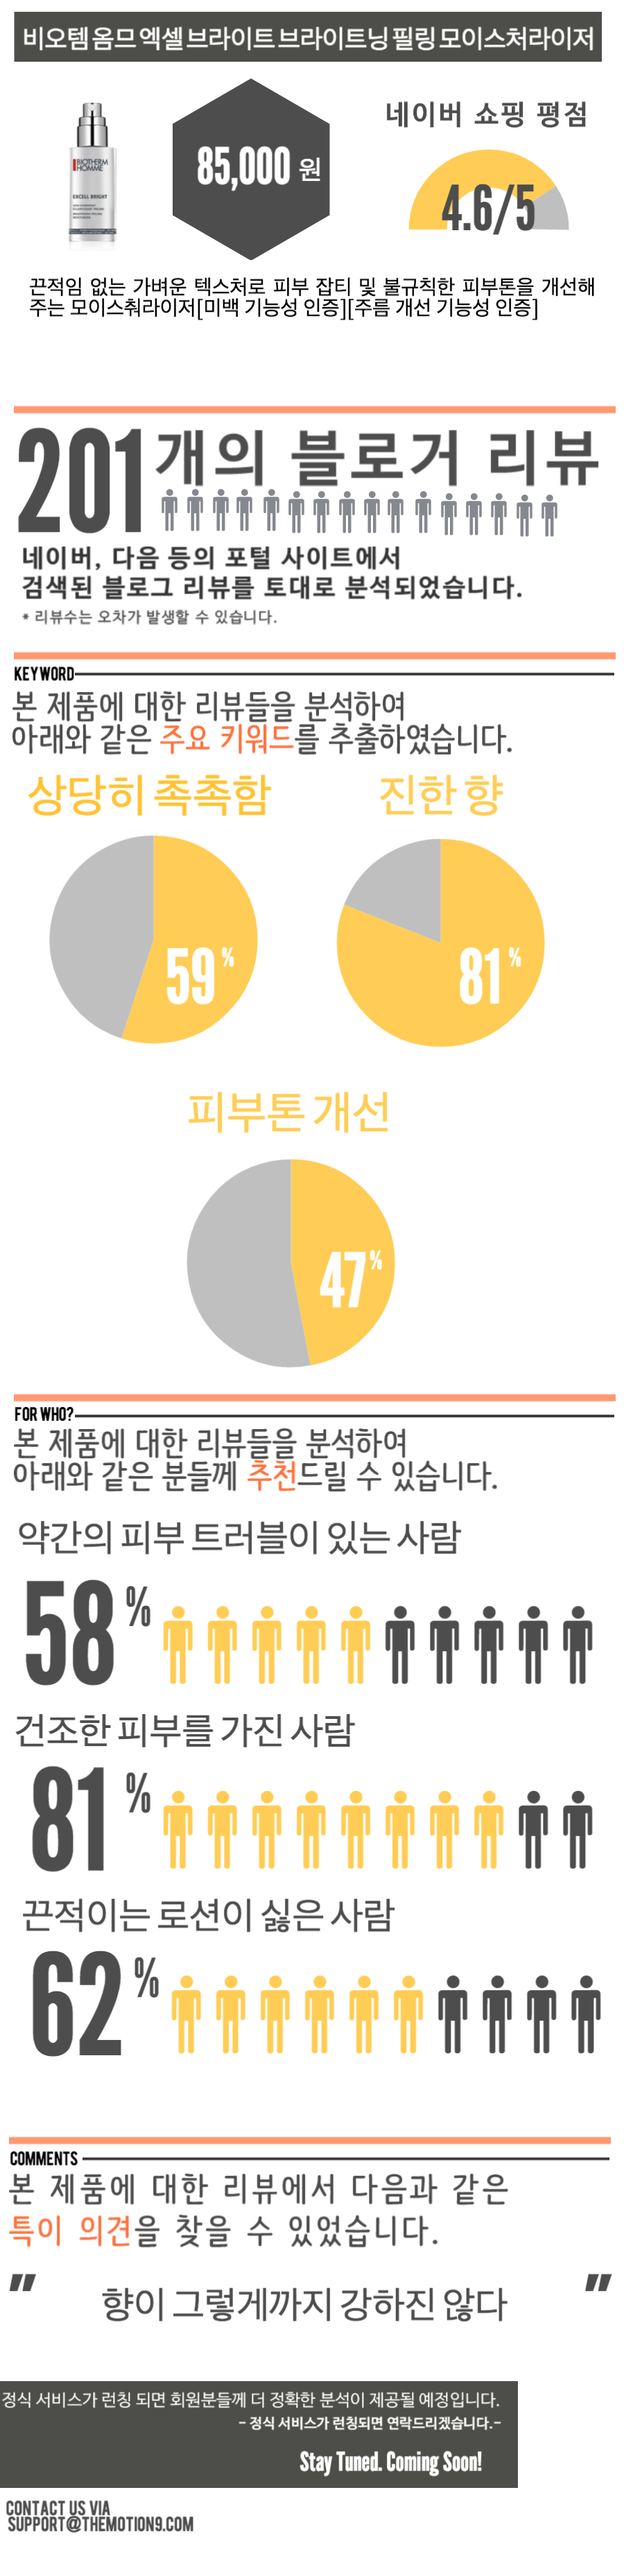 비오템 옴므 엑셀 브라이트 브라이트닝 필링 모이스처라이저
BIOTHERM
HOMME
EXCELL BRIGHT
85,000 원
네이버 쇼핑 평점
4.6/5
끈적임 없는 가벼운 텍스처로 피부 잡티 및 불규칙한 피부톤을 개선해
주는 모이스춰라이저[미백 기능성 인증][주름 개선 기능성 인증]
201개의 블로거 리뷰
네이버, 다음 등의 포털 사이트에서
검색된 블로그 리뷰를 토대로 분석되었습니다.
* 리뷰수는 오차가 발생할 수 있습니다.
KEYWORD
본 제품에 대한 리뷰들을 분석하여
아래와 같은 주요 키워드를 추출하였습니다.
상당히 촉촉함
진한 향
59%
81%
피부톤 개선
47%
FOR WHO?
본 제품에 대한 리뷰들을 분석하여
아래와 같은 분들께 추천드릴 수 있습니다.
약간의 피부 트러블이 있는 사람
58%
건조한 피부를 가진 사람
81%
끈적이는 로션이 싫은 사람
62%
COMMENTS
본 제품에 대한 리뷰에서 다음과 같은
특이 의견을 찾을 수 있었습니다.
" 향이 그렇게까지 강하진 않다 "
정식 서비스가 런칭 되면 회원분들께 더 정확한 분석이 제공될 예정입니다.
- 정식 서비스가 런칭되면 연락드리겠습니다.-
Stay Tuned. Coming Soon!
CONTACT US VIA
SUPPORT@THEMOTION9.COM